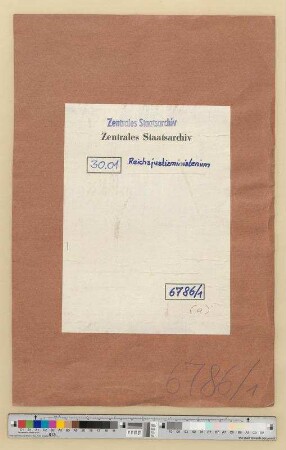 Zentrales Staatsarchiv
Zentrales Staatsarchiv
30.01 Reichsjustizministerium
6786/1
(u)
6786/1